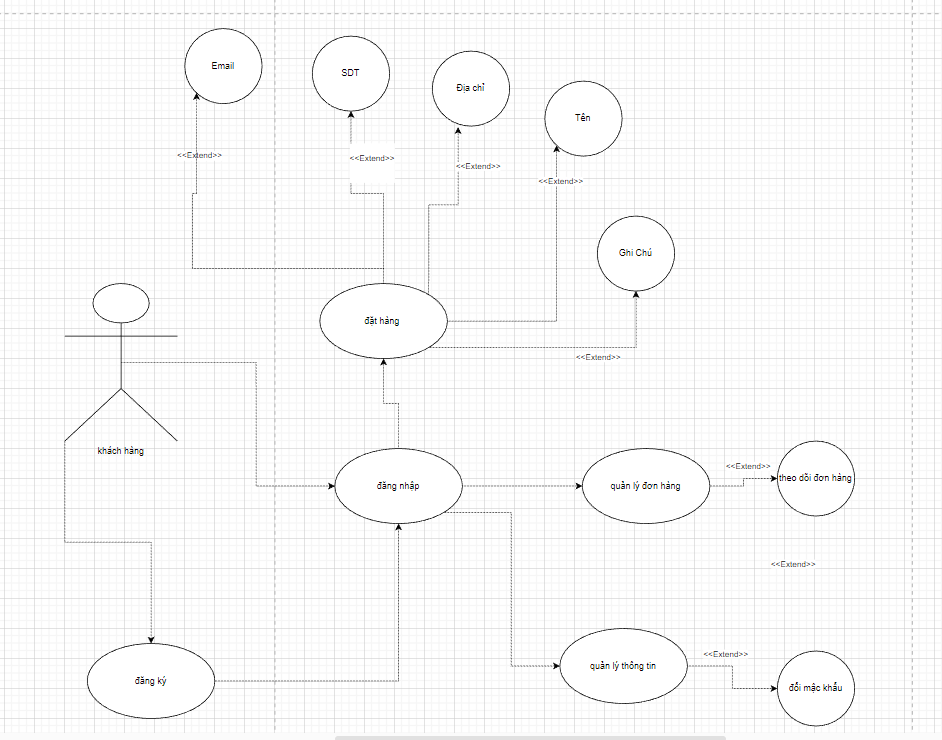 Email
SDT
Địa chỉ
Tên
<<Extend>>
<<Extend>>
<<Extend>>
<<Extend>>
Ghi Chú
đặt hàng
<<Extend>>
khách hàng
<<Extend>>
theo dõi đơn hàng
đăng nhập
quản lý đơn hàng
<<Extend>>
<<Extend>>
quản lý thông tin
đăng ký
đổi mậc khẩu